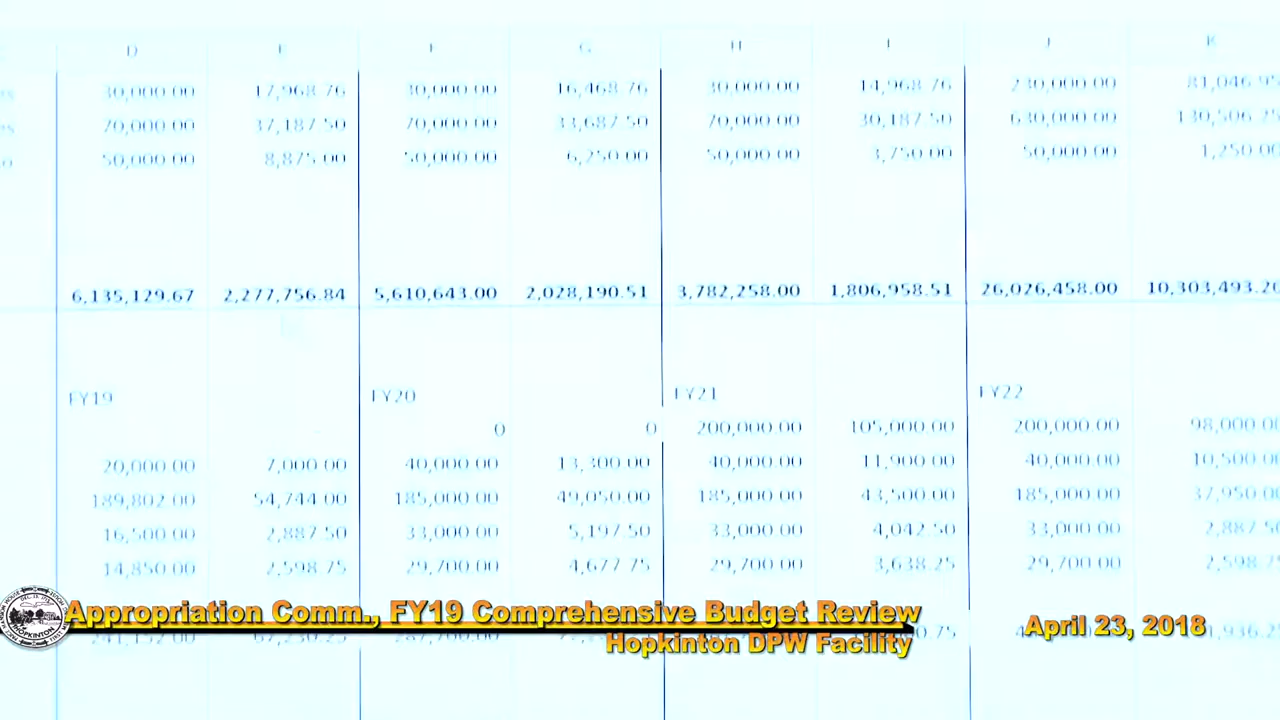 D E F G H I J K
30,000.00 17,968.76 30,000.00 16,468.76 30,000.00 14,968.76 230,000.00 81,046.95
70,000.00 37,187.50 70,000.00 33,687.50 70,000.00 30,187.50 630,000.00 130,506.25
50,000.00 8,875.00 50,000.00 6,250.00 50,000.00 3,750.00 50,000.00 1,250.00
6,135,129.67 2,277,756.84 5,610,643.00 2,028,190.51 3,782,258.00 1,806,958.51 26,026,458.00 10,303,493.20
FY19 FY20 FY21 FY22
0 0 200,000.00 105,000.00 200,000.00 98,000.00
20,000.00 7,000.00 40,000.00 13,300.00 40,000.00 11,900.00 40,000.00 10,500.00
189,802.00 54,744.00 185,000.00 49,050.00 185,000.00 43,500.00 185,000.00 37,950.00
16,500.00 2,887.50 33,000.00 5,197.50 33,000.00 4,042.50 33,000.00 2,887.50
14,850.00 2,598.75 29,700.00 4,677.75 29,700.00 3,638.25 29,700.00 2,598.75
Appropriation Comm., FY19 Comprehensive Budget Review
Hopkinton DPW Facility
April 23, 2018
HOPKINTON